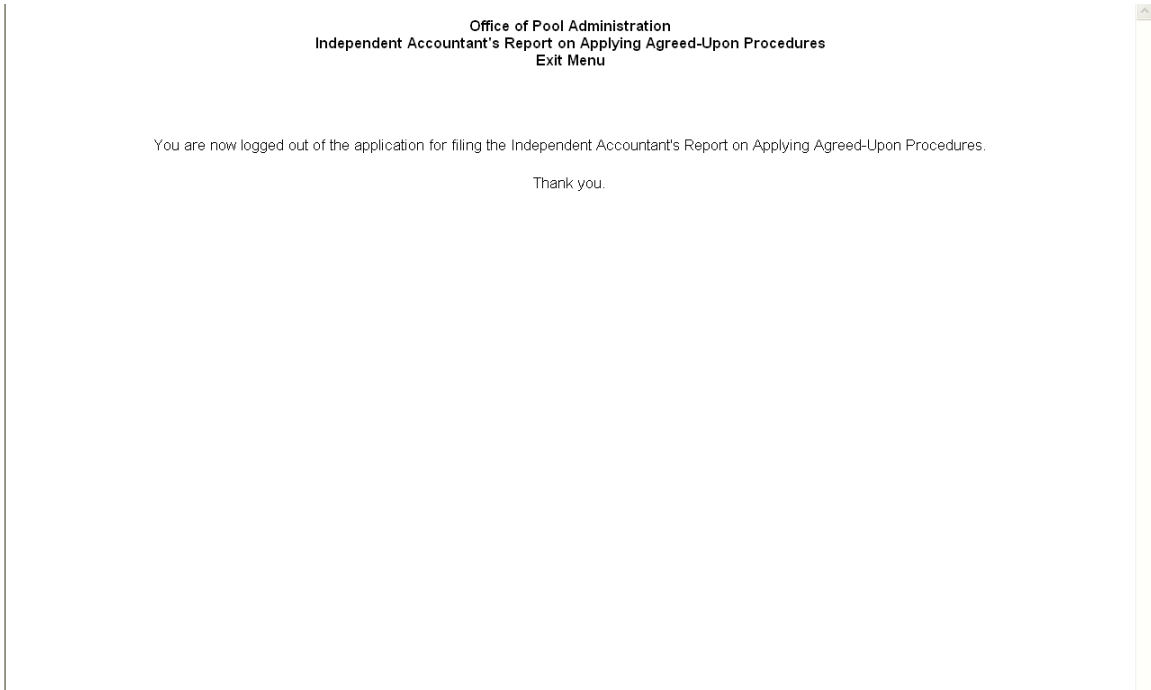 Office of Pool Administration
Independent Accountant's Report on Applying Agreed-Upon Procedures
Exit Menu
You are now logged out of the application for filing the Independent Accountant's Report on Applying Agreed-Upon Procedures.
Thank you.